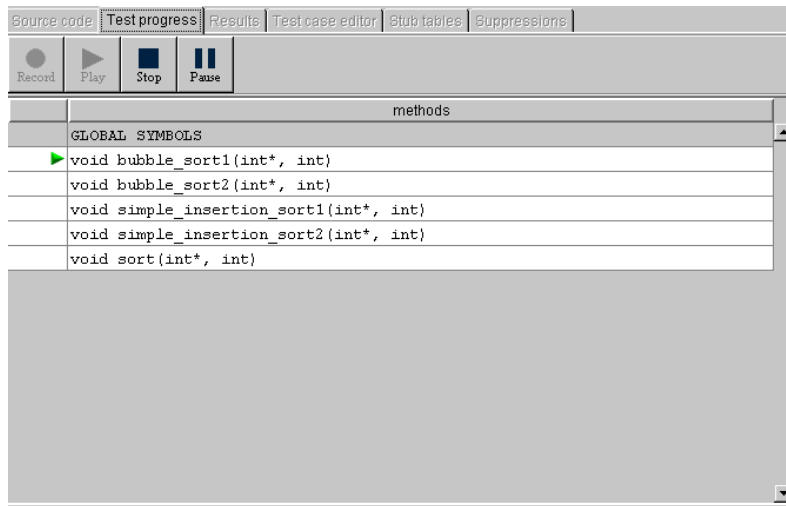 Source code Test progress Results Test case editor Stub tables Suppressions
Record Play Stop Pause
methods
GLOBAL SYMBOLS
void bubble_sort1(int*, int)
void bubble_sort2(int*, int)
void simple_insertion_sort1(int*, int)
void simple_insertion_sort2(int*, int)
void sort(int*, int)